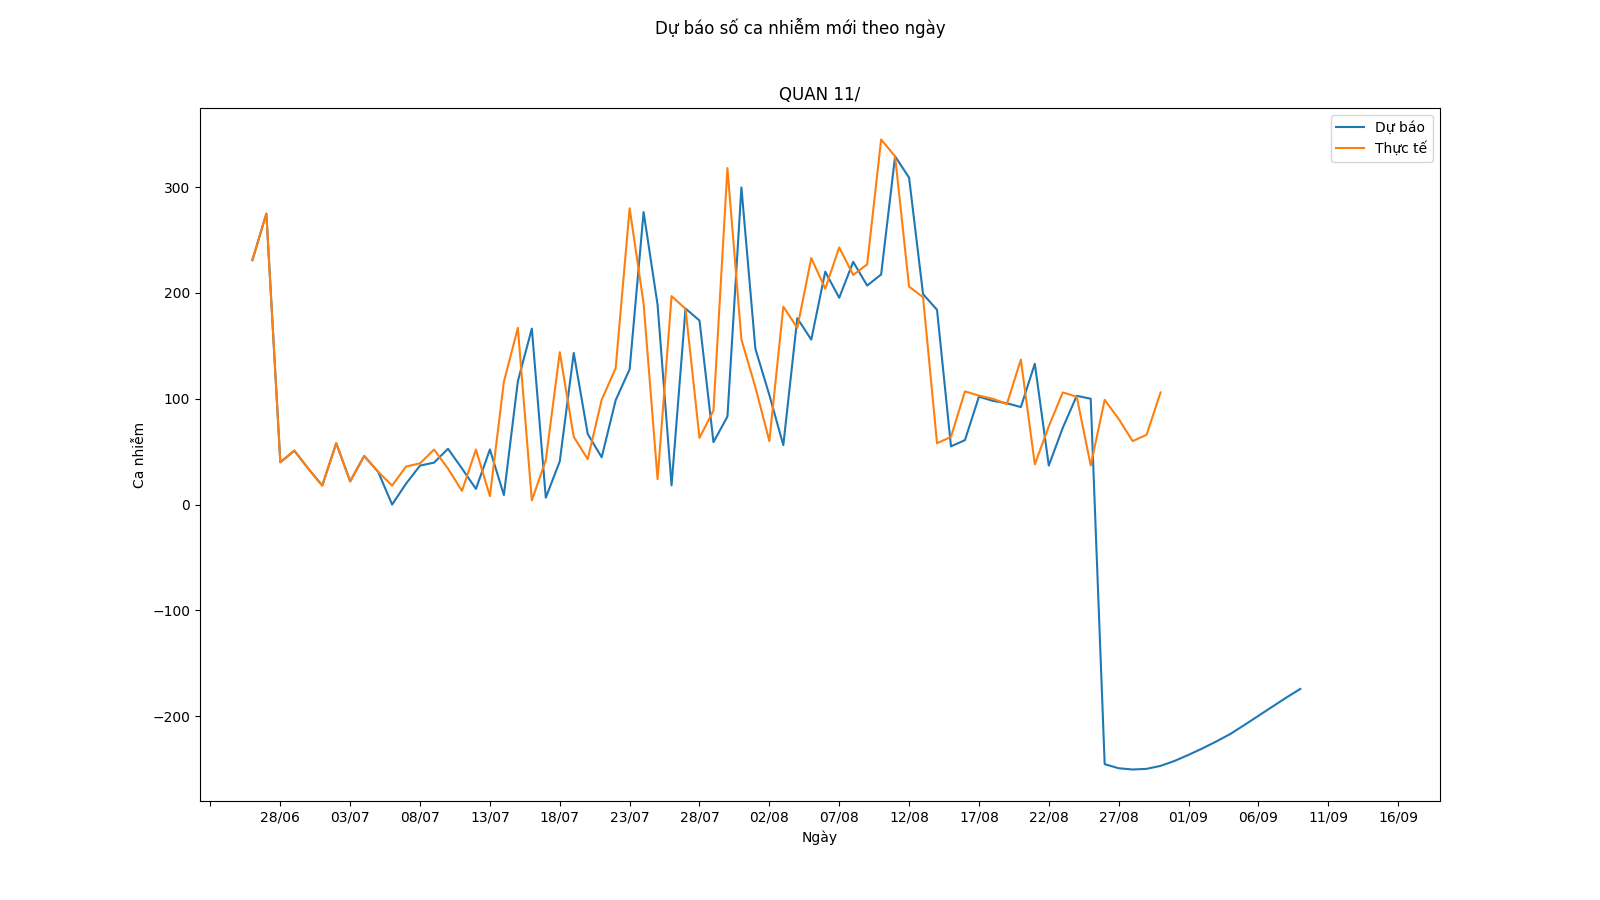 Dự báo số ca nhiễm mới theo ngày
QUAN 11/
Dự báo
Thực tế
Ca nhiễm
300
200
100
0
−100
−200
28/06 03/07 08/07 13/07 18/07 23/07 28/07 02/08 07/08 12/08 17/08 22/08 27/08 01/09 06/09 11/09 16/09
Ngày